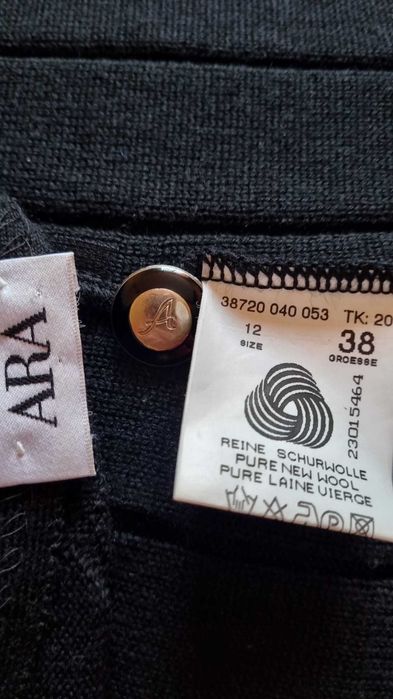 ARA
A
38720 040 053 TK: 20
12 38
SIZE GROESSE
23015464
REINE SCHURWOLLE
PURE NEW WOOL
PURE LAINE VIERGE